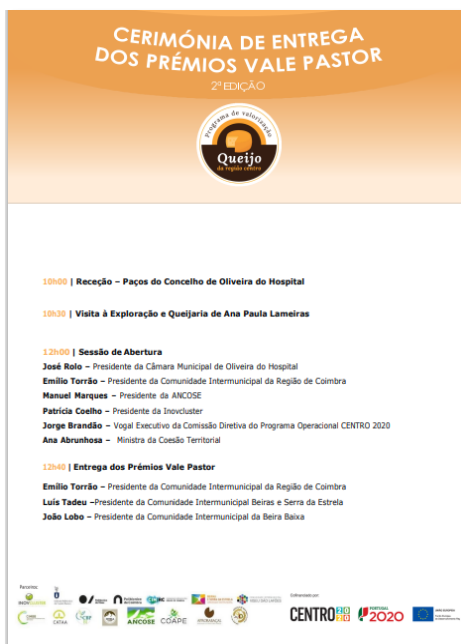 CERIMÓNIA DE ENTREGA
DOS PRÉMIOS VALE PASTOR
2ª EDIÇÃO
Programa de valorização
Queijo
da região centro
10h00 | Receção – Paços do Concelho de Oliveira do Hospital
10h30 | Visita à Exploração e Queijaria de Ana Paula Lameiras
12h00 | Sessão de Abertura
José Rolo – Presidente da Câmara Municipal de Oliveira do Hospital
Emílio Torrão – Presidente da Comunidade Intermunicipal da Região de Coimbra
Manuel Marques – Presidente da ANCOSE
Patrícia Coelho – Presidente da Inovcluster
Jorge Brandão – Vogal Executivo da Comissão Diretiva do Programa Operacional CENTRO 2020
Ana Abrunhosa – Ministra da Coesão Territorial
12h40 | Entrega dos Prémios Vale Pastor
Emílio Torrão – Presidente da Comunidade Intermunicipal da Região de Coimbra
Luís Tadeu –Presidente da Comunidade Intermunicipal Beiras e Serra da Estrela
João Lobo – Presidente da Comunidade Intermunicipal da Beira Baixa
Parceiros:
Cofinanciado por:
ANCOSE
COAPE
CENTRO 2020
PORTUGAL
2020